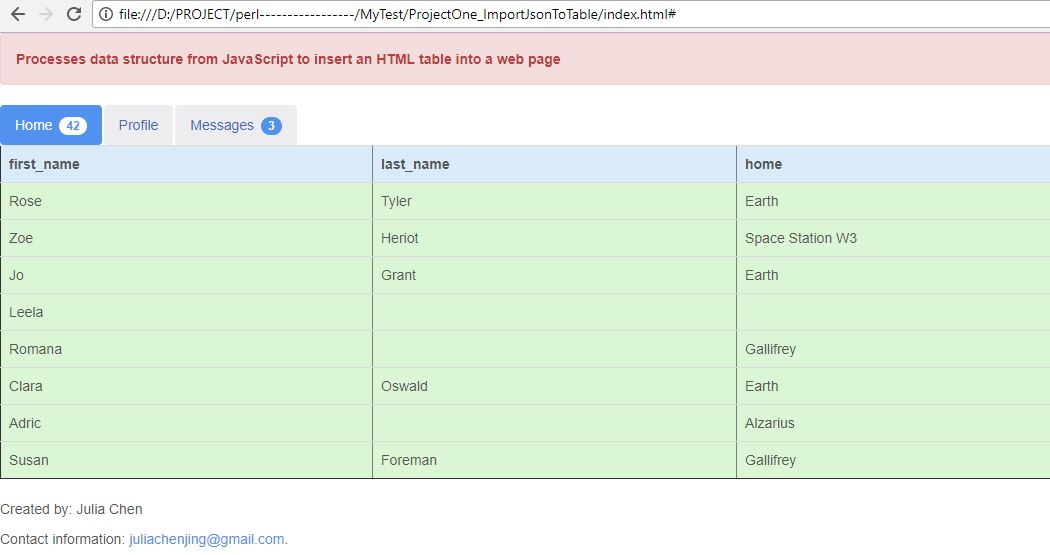 file:///D:/PROJECT/perl-----------------/MyTest/ProjectOne_ImportJsonToTable/index.html#
Processes data structure from JavaScript to insert an HTML table into a web page
Home 42 Profile Messages 3
first_name last_name home
Rose Tyler Earth
Zoe Heriot Space Station W3
Jo Grant Earth
Leela
Romana Gallifrey
Clara Oswald Earth
Adric Alzarius
Susan Foreman Gallifrey
Created by: Julia Chen
Contact information: juliachenjing@gmail.com.